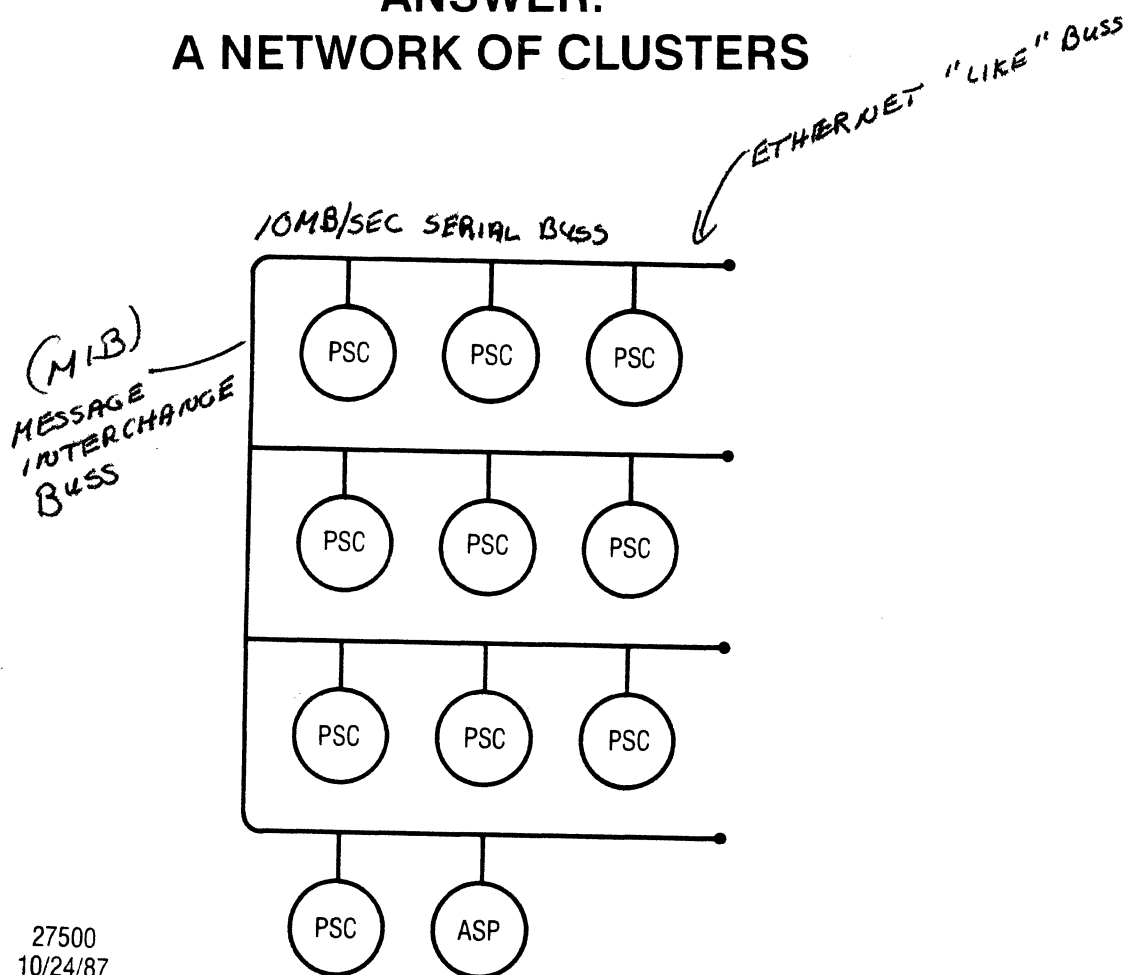 ANSWER:
A NETWORK OF CLUSTERS
ETHERNET "LIKE" BUSS
10MB/SEC SERIAL BUSS
(MIB)
MESSAGE
INTERCHANGE
BUSS
PSC PSC PSC
PSC PSC PSC
PSC PSC PSC
PSC ASP
27500
10/24/87